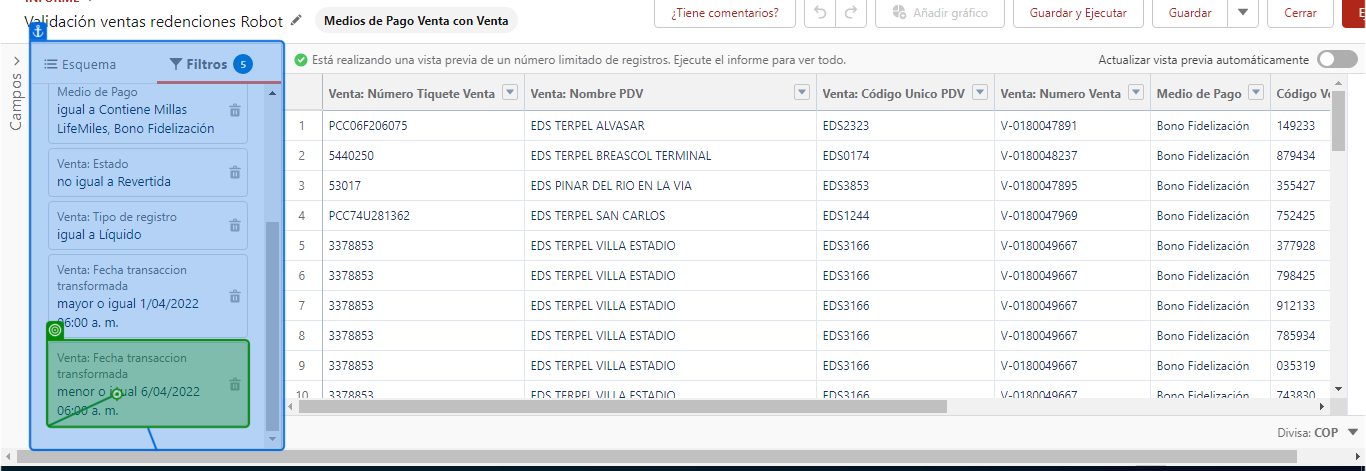 INFORME
Validación ventas redenciones Robot
Medios de Pago Venta con Venta
¿Tiene comentarios?
Añadir gráfico
Guardar y Ejecutar
Guardar
Cerrar
Campos
Esquema
Filtros 5
Está realizando una vista previa de un número limitado de registros. Ejecute el informe para ver todo.
Actualizar vista previa automáticamente
Medio de Pago
igual a Contiene Millas
LifeMiles, Bono Fidelización
Venta: Estado
no igual a Revertida
Venta: Tipo de registro
igual a Líquido
Venta: Fecha transaccion
transformada
mayor o igual 1/04/2022
06:00 a. m.
Venta: Fecha transaccion
transformada
menor o igual 6/04/2022
06:00 a. m.
Venta: Número Tiquete Venta Venta: Nombre PDV Venta: Código Unico PDV Venta: Numero Venta Medio de Pago Código
1 PCC06F206075 EDS TERPEL ALVASAR EDS2323 V-0180047891 Bono Fidelización 149233
2 5440250 EDS TERPEL BREASCOL TERMINAL EDS0174 V-0180048237 Bono Fidelización 879434
3 53017 EDS PINAR DEL RIO EN LA VIA EDS3853 V-0180047895 Bono Fidelización 355427
4 PCC74U281362 EDS TERPEL SAN CARLOS EDS1244 V-0180047969 Bono Fidelización 752425
5 3378853 EDS TERPEL VILLA ESTADIO EDS3166 V-0180049667 Bono Fidelización 377928
6 3378853 EDS TERPEL VILLA ESTADIO EDS3166 V-0180049667 Bono Fidelización 798425
7 3378853 EDS TERPEL VILLA ESTADIO EDS3166 V-0180049667 Bono Fidelización 912133
8 3378853 EDS TERPEL VILLA ESTADIO EDS3166 V-0180049667 Bono Fidelización 785934
9 3378853 EDS TERPEL VILLA ESTADIO EDS3166 V-0180049667 Bono Fidelización 035319
10 3378853 EDS TERPEL VILLA ESTADIO EDS3166 V-0180049667 Bono Fidelización 743830
Divisa: COP